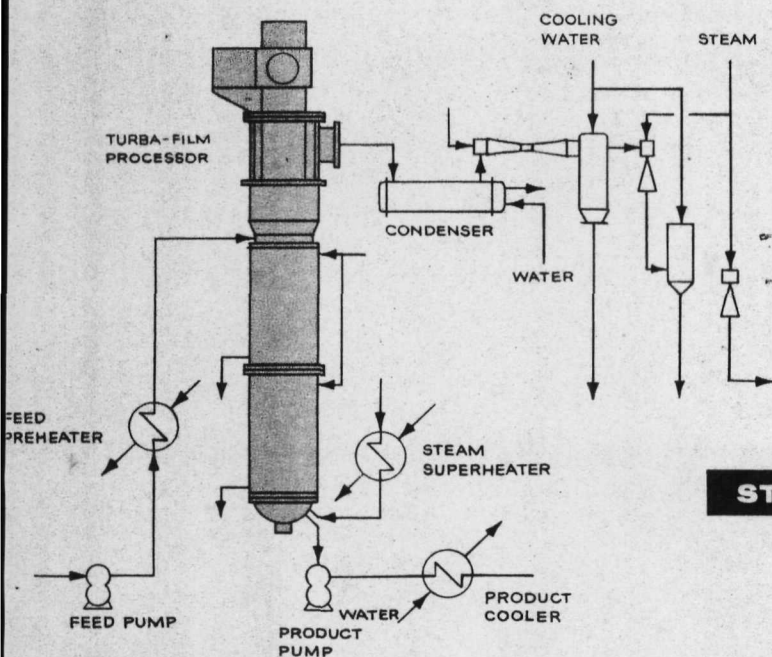 COOLING
WATER
STEAM
TURBA-FILM
PROCESSOR
CONDENSER
WATER
FEED
PREHEATER
STEAM
SUPERHEATER
ST
FEED PUMP
WATER
PRODUCT
COOLER
PRODUCT
PUMP